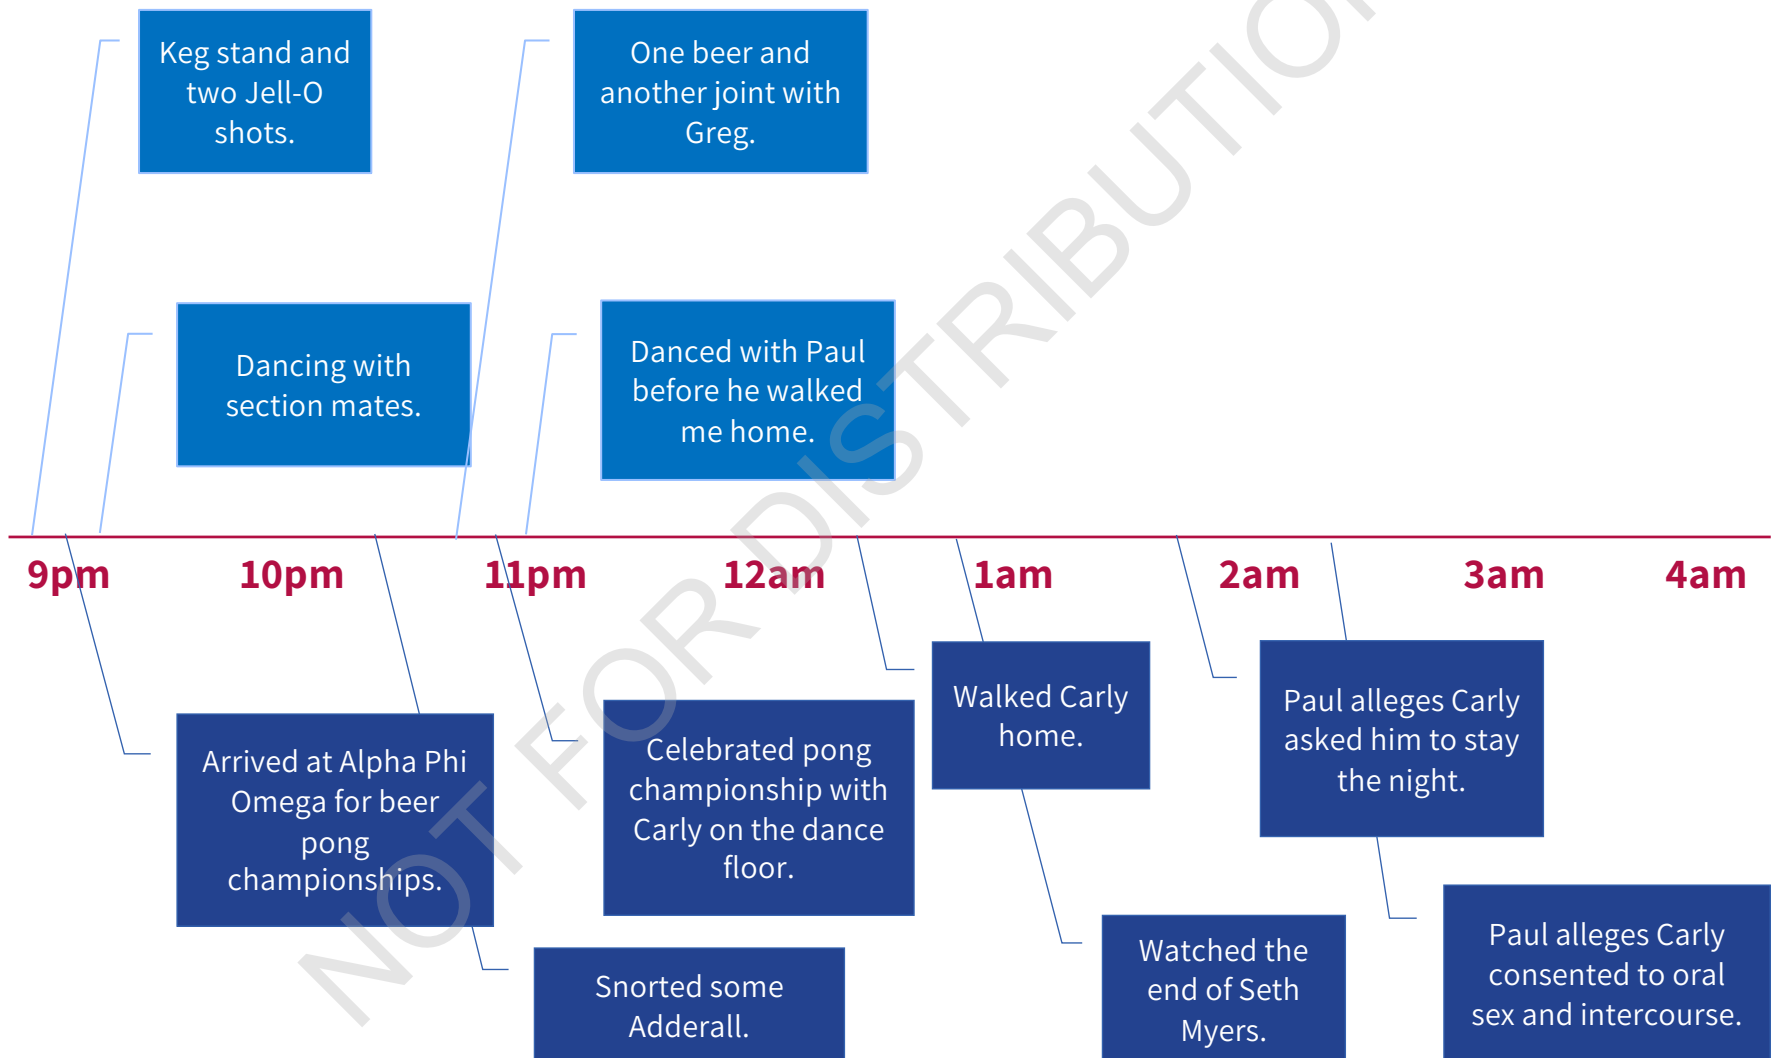 Keg stand and
two Jell-O
shots.
One beer and
another joint with
Greg.
Dancing with
section mates.
Danced with Paul
before he walked
me home.
9pm
10pm
11pm
12am
1am
2am
3am
4am
Arrived at Alpha Phi
Omega for beer
pong
championships.
Snorted some
Adderall.
Celebrated pong
championship with
Carly on the dance
floor.
Walked Carly
home.
Watched the
end of Seth
Myers.
Paul alleges Carly
asked him to stay
the night.
Paul alleges Carly
consented to oral
sex and intercourse.
NOT FOR DISTRIBUTION